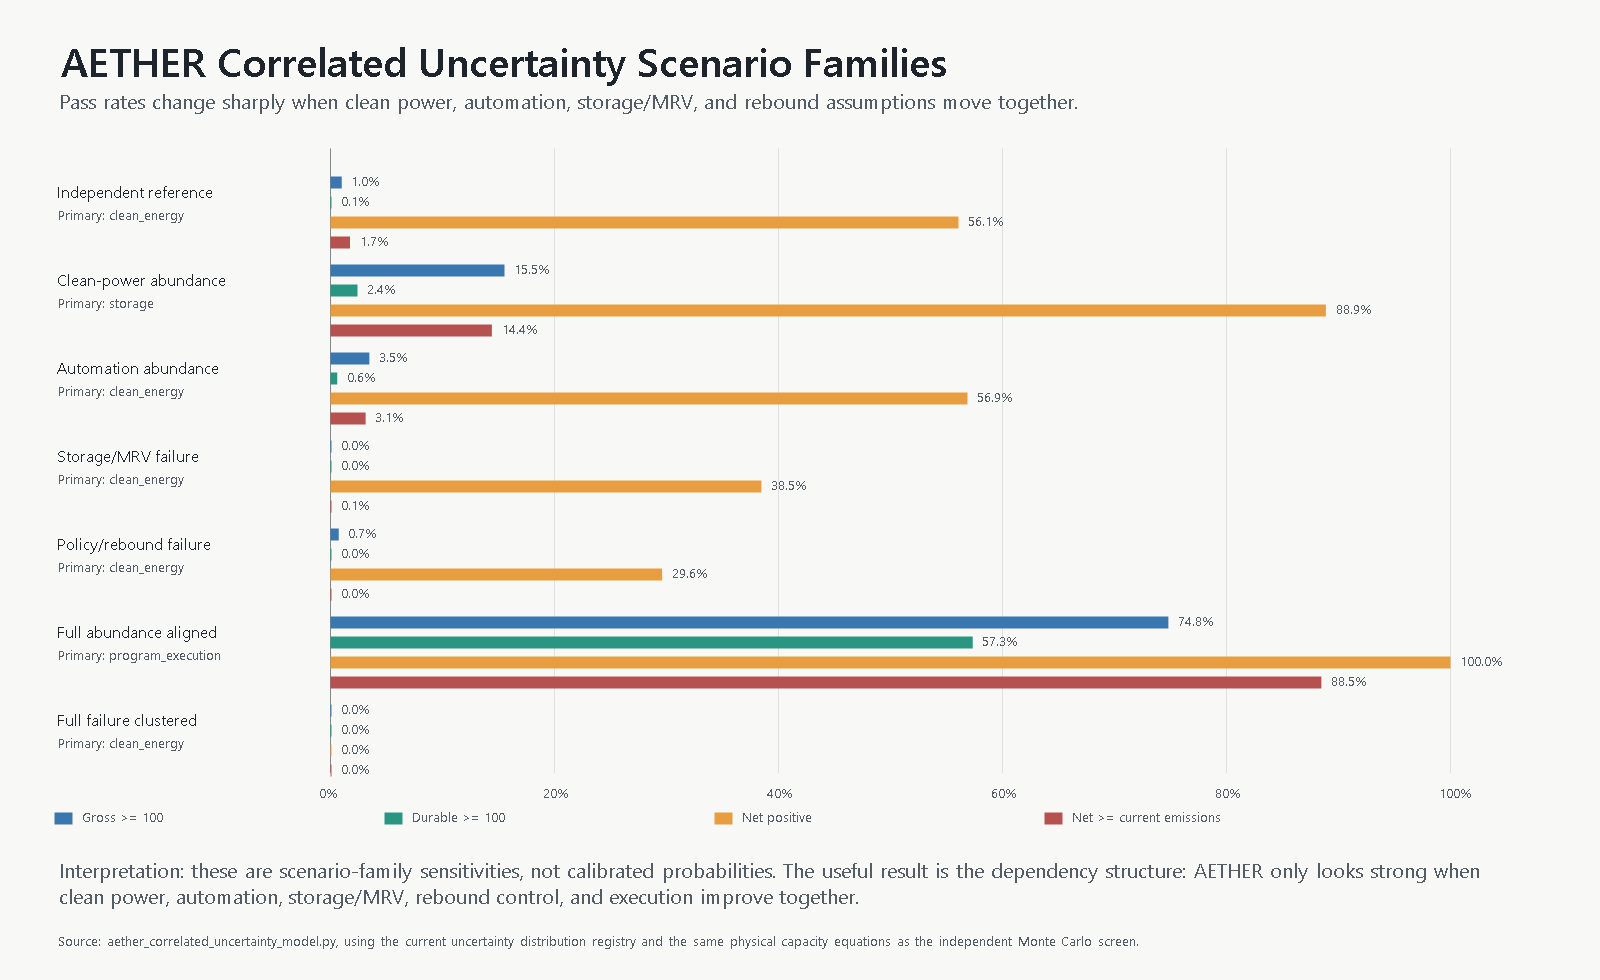 AETHER Correlated Uncertainty Scenario Families
Pass rates change sharply when clean power, automation, storage/MRV, and rebound assumptions move together.
Independent reference
Primary: clean_energy
1.0%
0.1%
56.1%
1.7%
Clean-power abundance
Primary: storage
15.5%
2.4%
88.9%
14.4%
Automation abundance
Primary: clean_energy
3.5%
0.6%
56.9%
3.1%
Storage/MRV failure
Primary: clean_energy
0.0%
0.0%
38.5%
0.1%
Policy/rebound failure
Primary: clean_energy
0.7%
0.0%
29.6%
0.0%
Full abundance aligned
Primary: program_execution
74.8%
57.3%
100.0%
88.5%
Full failure clustered
Primary: clean_energy
0.0%
0.0%
0.0%
0.0%
0% 20% 40% 60% 80% 100%
Gross >= 100 Durable >= 100 Net positive Net >= current emissions
Interpretation: these are scenario-family sensitivities, not calibrated probabilities. The useful result is the dependency structure: AETHER only looks strong when
clean power, automation, storage/MRV, rebound control, and execution improve together.
Source: aether_correlated_uncertainty_model.py, using the current uncertainty distribution registry and the same physical capacity equations as the independent Monte Carlo screen.